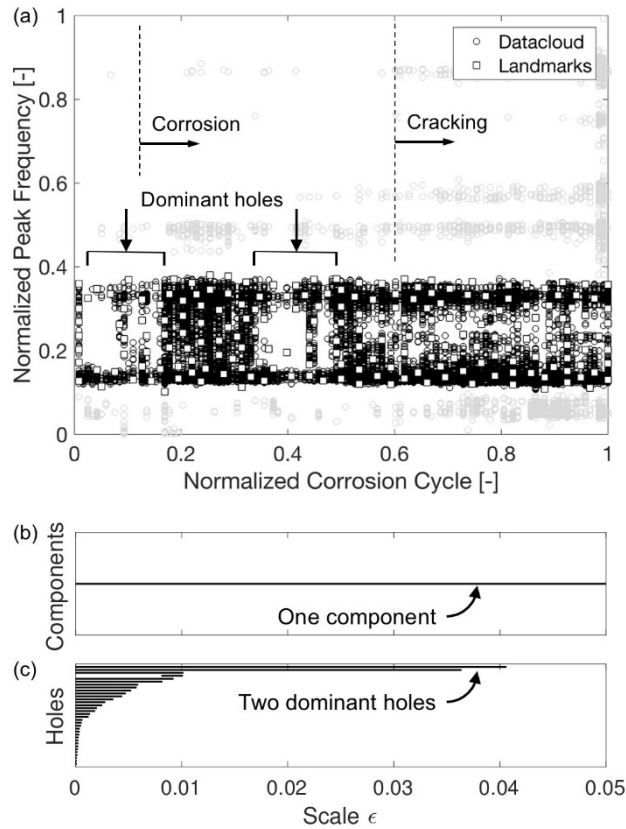 (a)
1
0.8
0.6
0.4
0.2
0
Normalized Peak Frequency [-]
Datacloud
Landmarks
Corrosion
Cracking
Dominant holes
0 0.2 0.4 0.6 0.8 1
Normalized Corrosion Cycle [-]
(b)
Components
One component
(c)
Holes
Two dominant holes
0 0.01 0.02 0.03 0.04 0.05
Scale ϵ